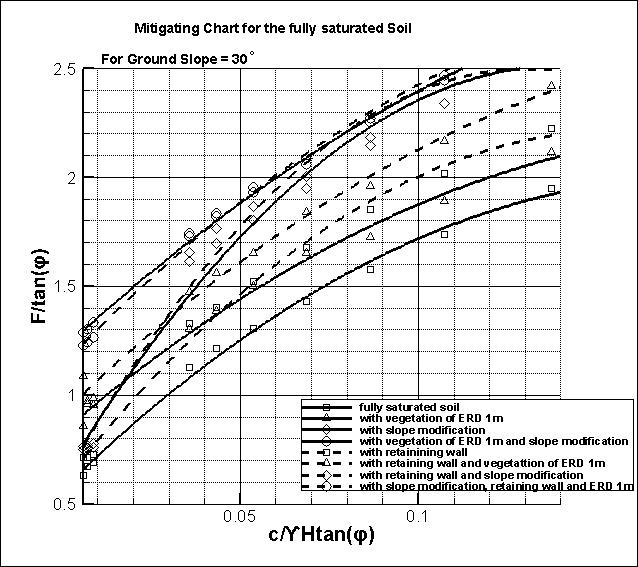 Mitigating Chart for the fully saturated Soil
For Ground Slope = 30°
2.5
2
1.5
1
0.5
F/tan(φ)
0.05
0.1
c/ϒHtan(φ)
fully saturated soil
with vegetation of ERD 1m
with slope modification
with vegetation of ERD 1m and slope modification
with retainining wall
with retaining wall and vegetattion of ERD 1m
with retaining wall and slope modification
with slope modification, retaining wall and ERD 1m